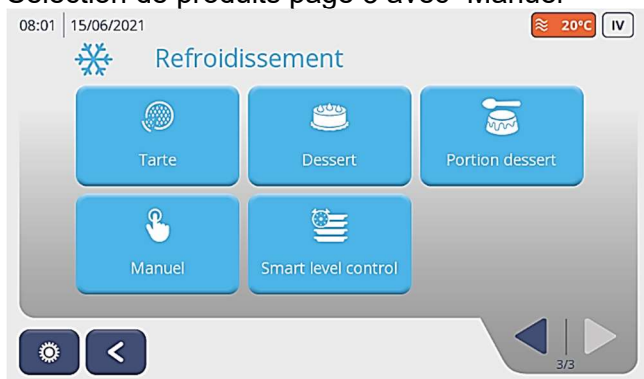 Sélection de produits page 3 avec "Manuel"
08:01 | 15/06/2021
20°C IV
Refroidissement
Tarte
Dessert
Portion dessert
Manuel
Smart level control
3/3